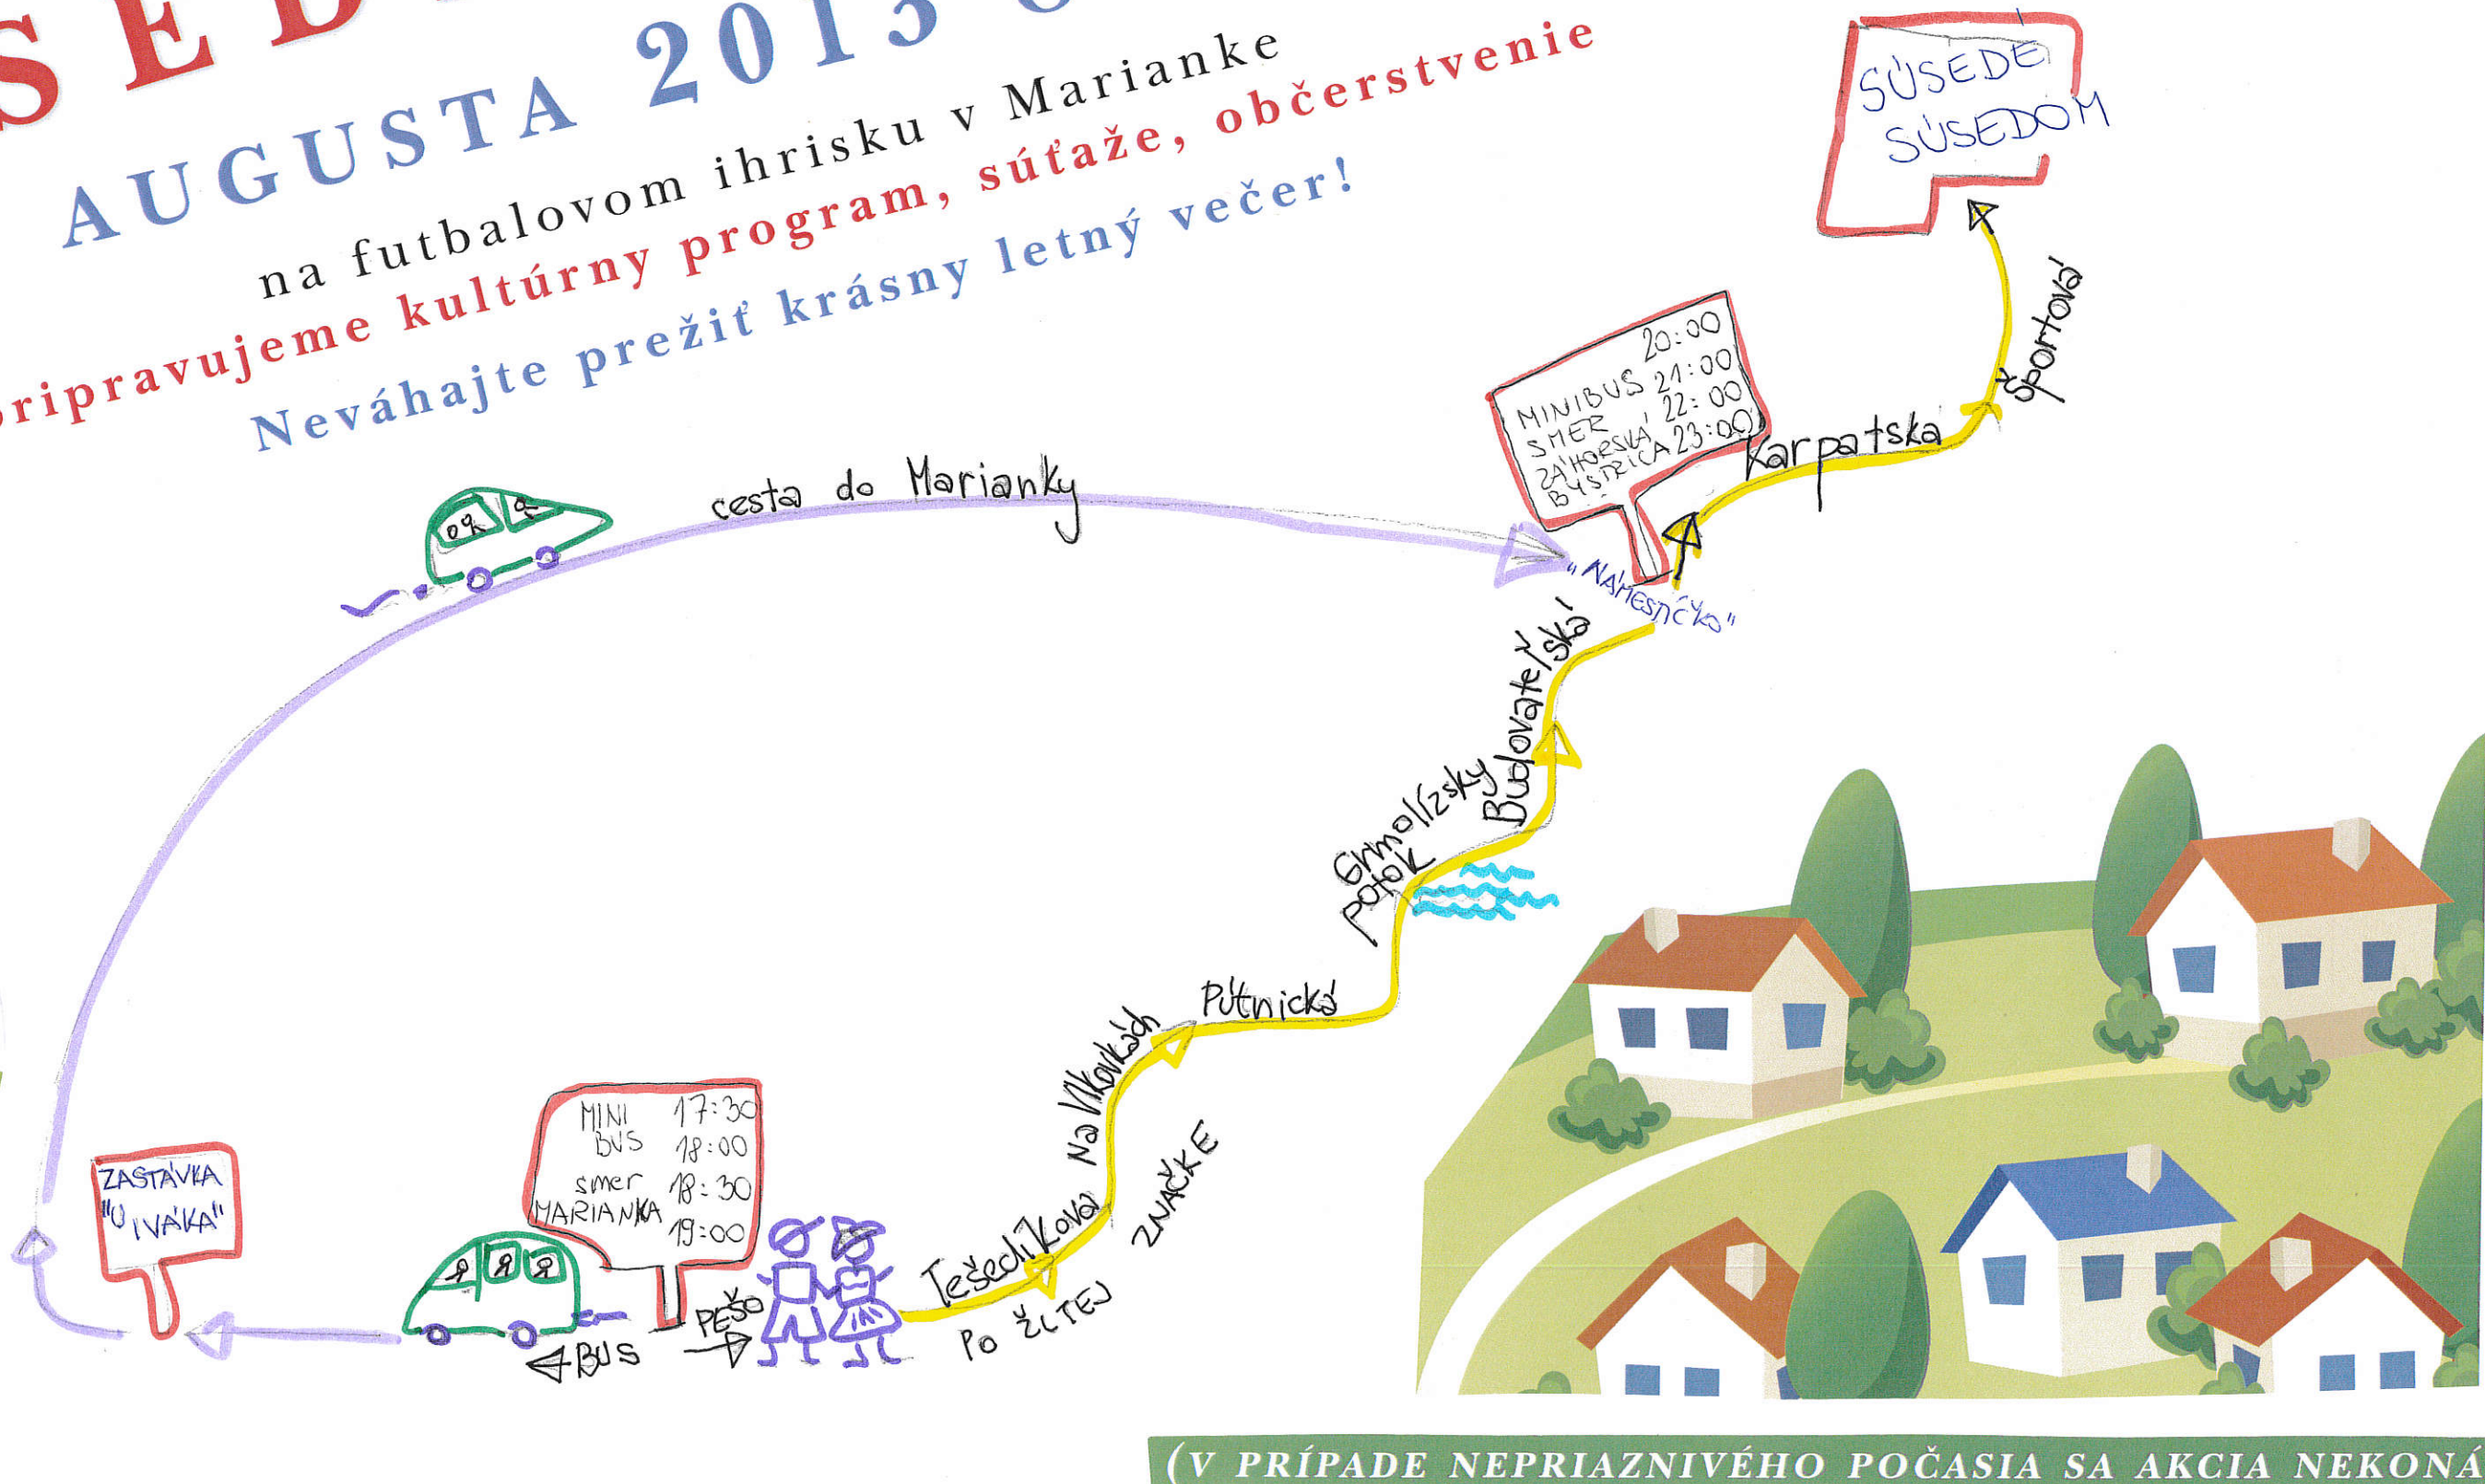 SED
AUGUSTA 2013
na futbalovom ihrisku v Marianke
pripravujeme kultúrny program, súťaže, občerstvenie
Neváhajte prežiť krásny letný večer!
SÚSEDE
SÚSEDOM
Športová
Karpatská
20:00
MINIBUS 21:00
SMER 22:00
ZÁHORSKÁ 23:00
BYSTRICA
"NÁMESTÍČKO"
cesta do Marianky
Budovateľská
Grmolízsky
potok
Pútnická
Na Vlkovkách
Tešedíkova
PO ŽLTEJ
ZNAČKE
MINI 17:30
BUS 18:00
smer 18:30
MARIANKA 19:00
PEŠO
BUS
ZASTÁVKA
"U IVÁKA"
(V PRÍPADE NEPRIAZNIVÉHO POČASIA SA AKCIA NEKONÁ